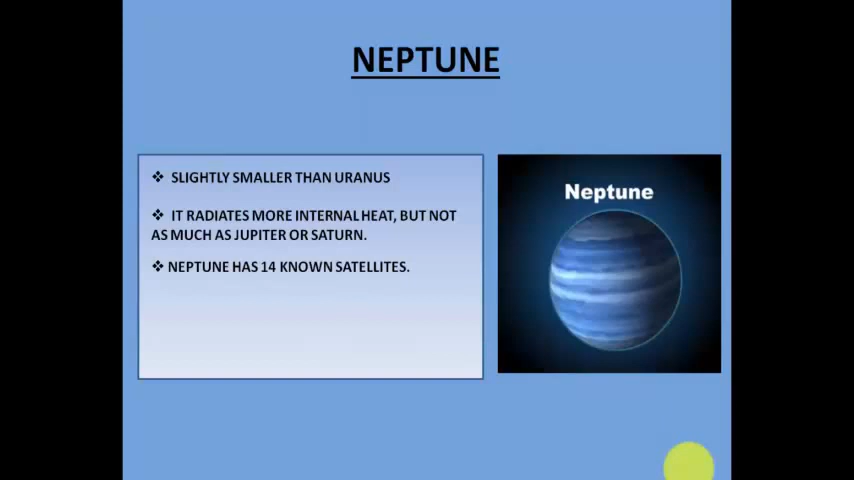 NEPTUNE
❖ SLIGHTLY SMALLER THAN URANUS
❖ IT RADIATES MORE INTERNAL HEAT, BUT NOT
AS MUCH AS JUPITER OR SATURN.
❖ NEPTUNE HAS 14 KNOWN SATELLITES.
Neptune